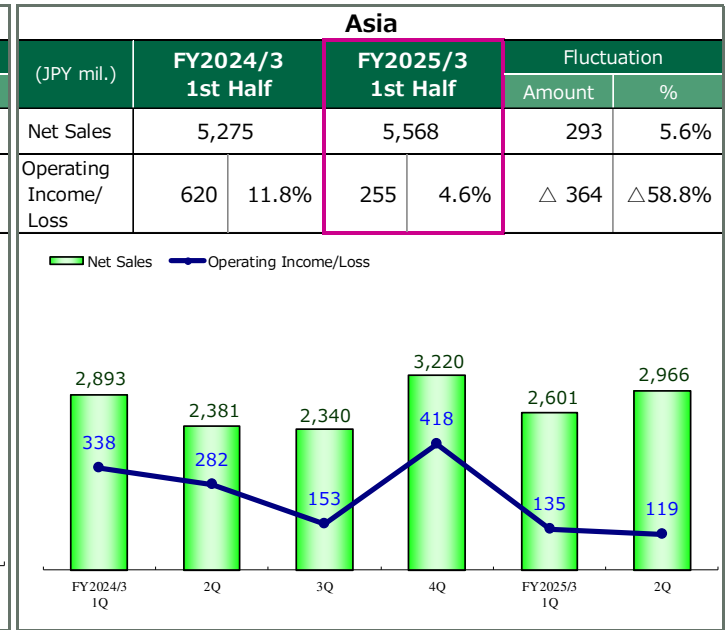 Asia
(JPY mil.) FY2024/3 1st Half FY2025/3 1st Half Fluctuation
Amount %
Net Sales 5,275 5,568 293 5.6%
Operating Income/ Loss 620 11.8% 255 4.6% △ 364 △58.8%
Net Sales Operating Income/Loss
2,893 2,381 2,340 3,220 2,601 2,966
338 282 153 418 135 119
FY2024/3 1Q 2Q 3Q 4Q FY2025/3 1Q 2Q